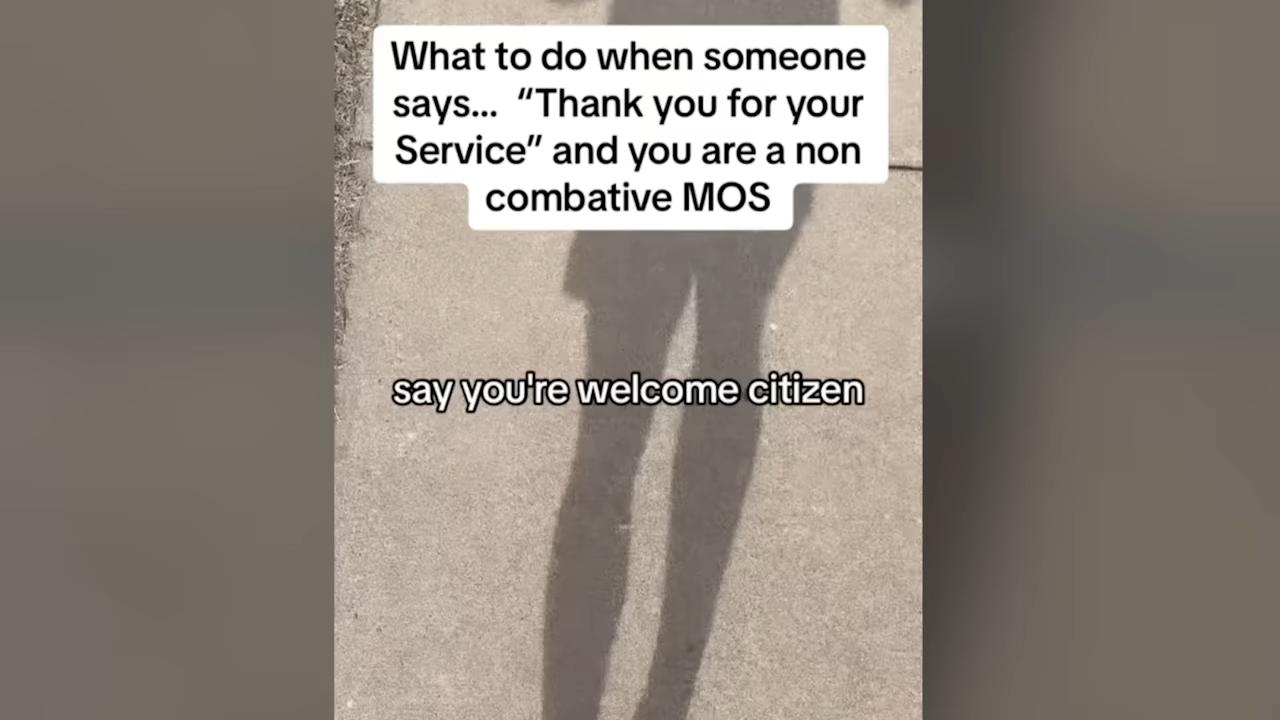 What to do when someone
says... “Thank you for your
Service” and you are a non
combative MOS
say you're welcome citizen